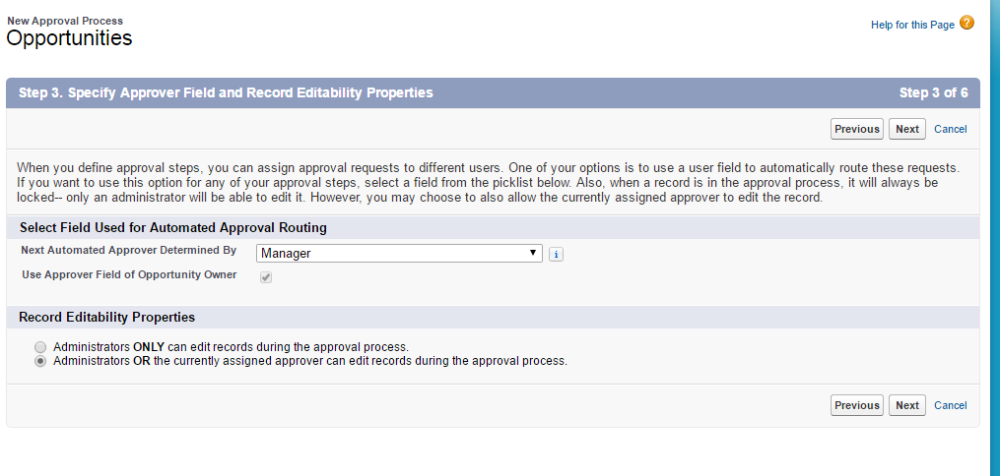 New Approval Process
Opportunities
Help for this Page ?
Step 3. Specify Approver Field and Record Editability Properties
Step 3 of 6
Previous Next Cancel
When you define approval steps, you can assign approval requests to different users. One of your options is to use a user field to automatically route these requests.
If you want to use this option for any of your approval steps, select a field from the picklist below. Also, when a record is in the approval process, it will always be
locked-- only an administrator will be able to edit it. However, you may choose to also allow the currently assigned approver to edit the record.
Select Field Used for Automated Approval Routing
Next Automated Approver Determined By Manager i
Use Approver Field of Opportunity Owner
Record Editability Properties
Administrators ONLY can edit records during the approval process.
Administrators OR the currently assigned approver can edit records during the approval process.
Previous Next Cancel